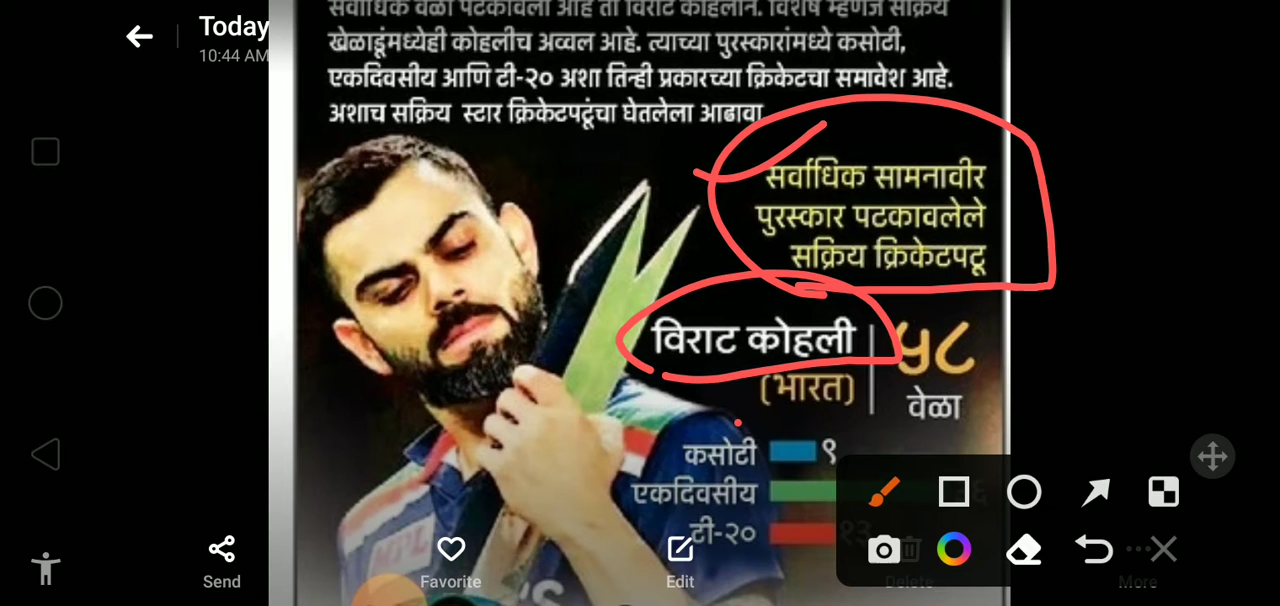 Today
10:44 AM
सर्वाधिक वेळा पटकावला आहे तो विराट कोहलीने. विशेष म्हणजे सक्रिय
खेळाडूंमध्येही कोहलीच अव्वल आहे. त्याच्या पुरस्कारांमध्ये कसोटी,
एकदिवसीय आणि टी-२० अशा तिन्ही प्रकारच्या क्रिकेटचा समावेश आहे.
अशाच सक्रिय स्टार क्रिकेटपटूंचा घेतलेला आढावा
सर्वाधिक सामनावीर
पुरस्कार पटकावलेले
सक्रिय क्रिकेटपटू
विराट कोहली
(भारत)
५८
वेळा
कसोटी ९
एकदिवसीय
टी-२० १३
MPL
Send
Favorite
Edit
Delete
More